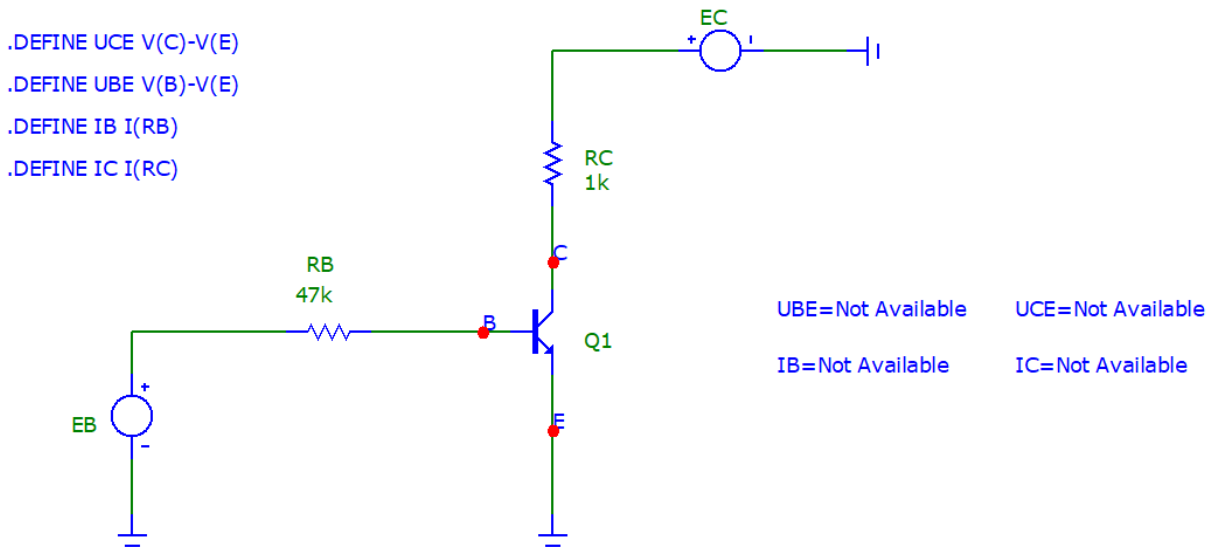 .DEFINE UCE V(C)-V(E)
.DEFINE UBE V(B)-V(E)
.DEFINE IB I(RB)
.DEFINE IC I(RC)
EC
+
-
RC
1k
C
RB
47k
B
Q1
E
EB
+
-
UBE=Not Available UCE=Not Available
IB=Not Available IC=Not Available